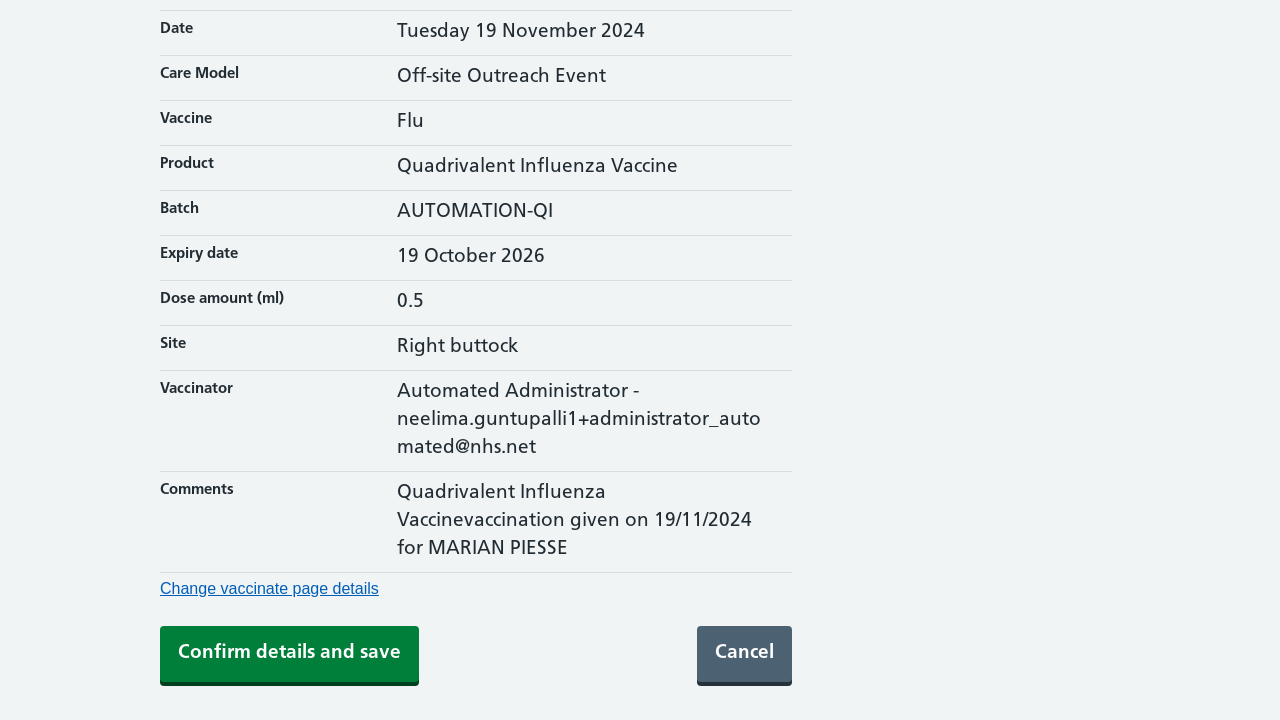 Date
Tuesday 19 November 2024
Care Model
Off-site Outreach Event
Vaccine
Flu
Product
Quadrivalent Influenza Vaccine
Batch
AUTOMATION-QI
Expiry date
19 October 2026
Dose amount (ml)
0.5
Site
Right buttock
Vaccinator
Automated Administrator -
neelima.guntupalli1+administrator_auto
mated@nhs.net
Comments
Quadrivalent Influenza
Vaccinevaccination given on 19/11/2024
for MARIAN PIESSE
Change vaccinate page details
Confirm details and save
Cancel